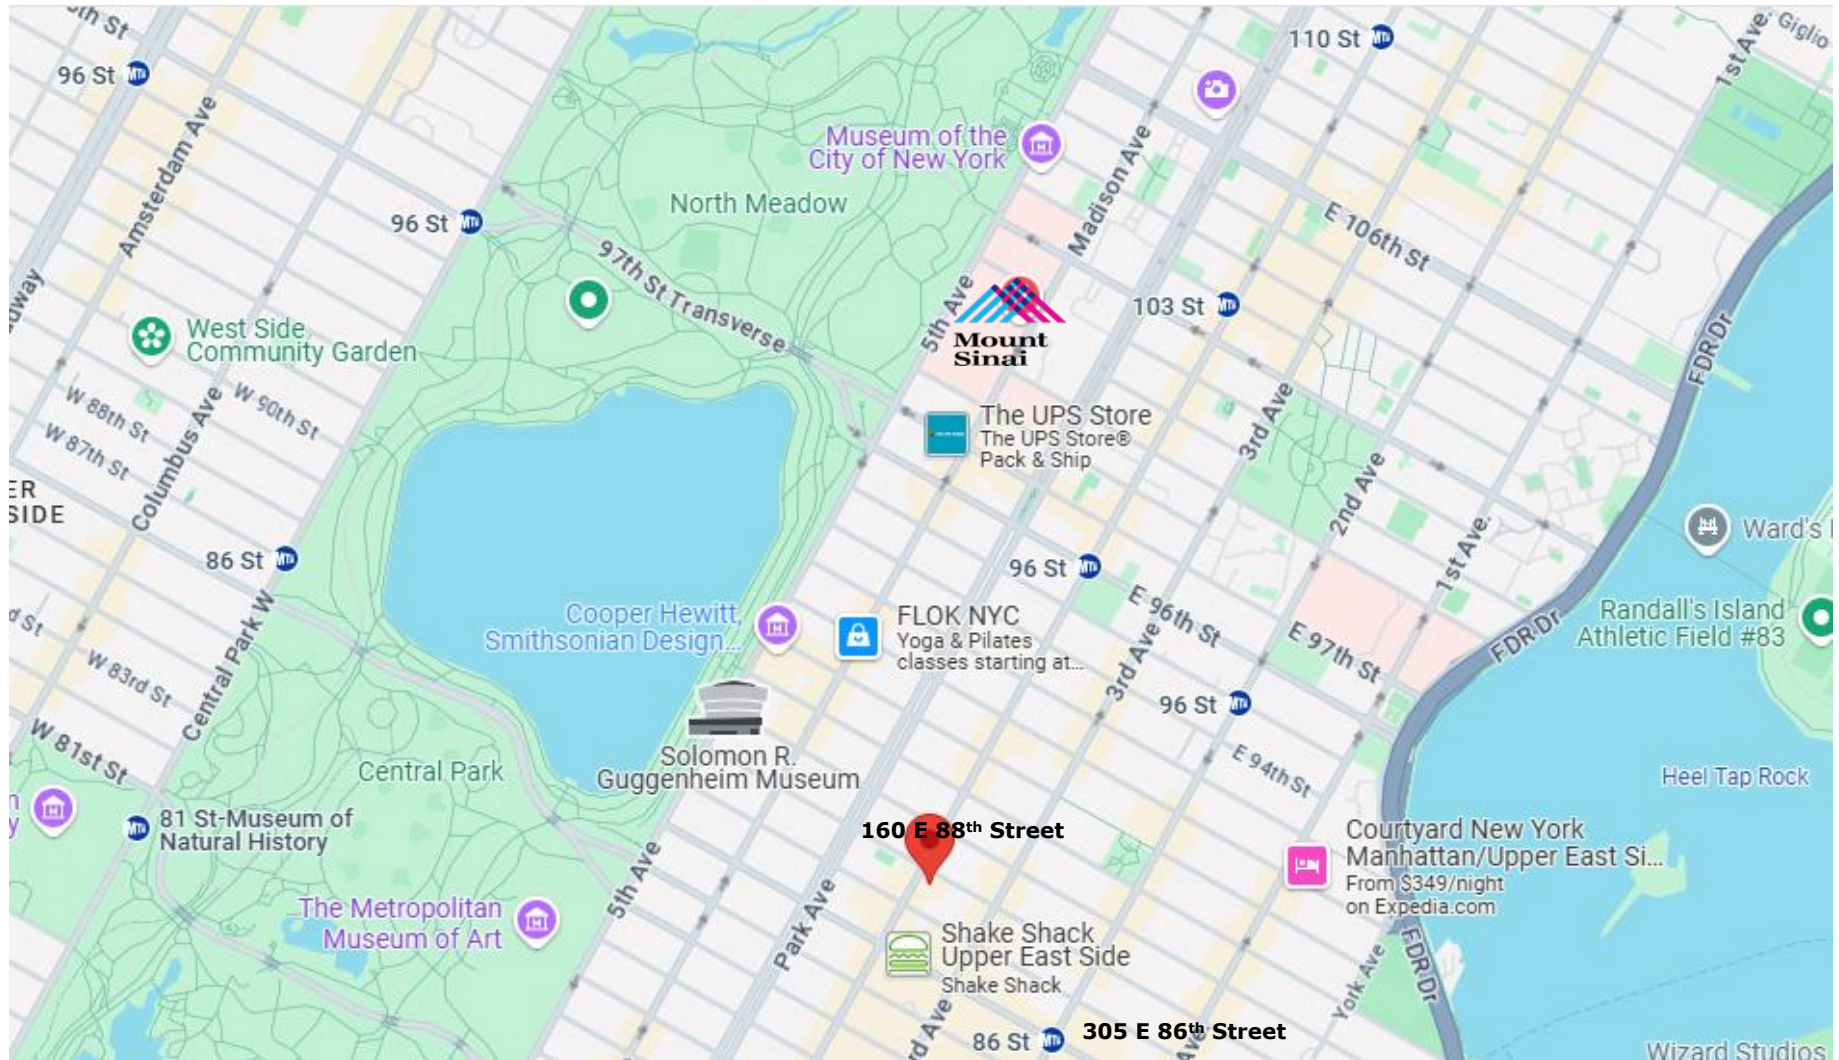 96 St
110 St
1st Ave.
Giglio
Amsterdam Ave
Museum of the
City of New York
Madison Ave
North Meadow
96 St
97th St Transverse
E 106th St
5th Ave
Mount
Sinai
103 St
FDR Dr
West Side
Community Garden
W 90th St
W 88th St
W 87th St
Columbus Ave
The UPS Store
The UPS Store®
Pack & Ship
3rd Ave
2nd Ave
1st Ave.
SIDE
Ward's
86 St
96 St
E 96th St
E 97th St
FDR Dr
Randall's Island
Athletic Field #83
Cooper Hewitt,
Smithsonian Design...
FLOK NYC
Yoga & Pilates
classes starting at...
3rd Ave
96 St
W 83rd St
Central Park W
W 81st St
Solomon R.
Guggenheim Museum
Central Park
E 94th St
Heel Tap Rock
81 St-Museum of
Natural History
160 E 88th Street
Courtyard New York
Manhattan/Upper East Si...
From $349/night
on Expedia.com
5th Ave
Park Ave
The Metropolitan
Museum of Art
Shake Shack
Upper East Side
Shake Shack
York Ave
FDR Dr
86 St
305 E 86th Street
Wizard Studios